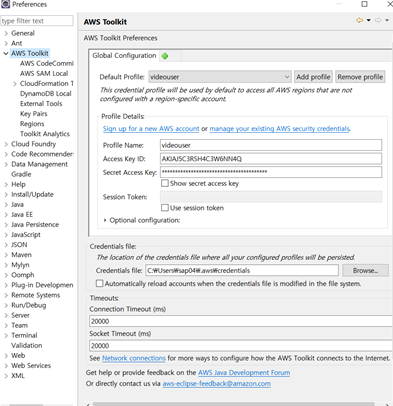 Preferences
type filter text
General
Ant
AWS Toolkit
AWS CodeCommi
AWS SAM Local
CloudFormation T
DynamoDB Local
External Tools
Key Pairs
Regions
Toolkit Analytics
Cloud Foundry
Code Recommender
Data Management
Gradle
Help
Install/Update
Java
Java EE
Java Persistence
JavaScript
JSON
Maven
Mylyn
Oomph
Plug-in Developmen
Remote Systems
Run/Debug
Server
Team
Terminal
Validation
Web
Web Services
XML
AWS Toolkit
AWS Toolkit Preferences
Global Configuration
Default Profile: videouser Add profile Remove profile
This credential profile will be used by default to access all AWS regions that are not
configured with a region-specific account.
Profile Details:
Sign up for a new AWS account or manage your existing AWS security credentials.
Profile Name: videouser
Access Key ID: AKIAJSC3RSH4C3W6NN4Q
Secret Access Key: ****************************************
Show secret access key
Session Token:
Use session token
Optional configuration:
Credentials file:
The location of the credentials file where all your configured profiles will be persisted.
Credentials file: C:₩Users₩sap04₩.aws₩credentials Browse...
Automatically reload accounts when the credentials file is modified in the file system.
Timeouts:
Connection Timeout (ms)
20000
Socket Timeout (ms)
20000
See Network connections for more ways to configure how the AWS Toolkit connects to the Internet.
Get help or provide feedback on the AWS Java Development Forum
Or directly contact us via aws-eclipse-feedback@amazon.com